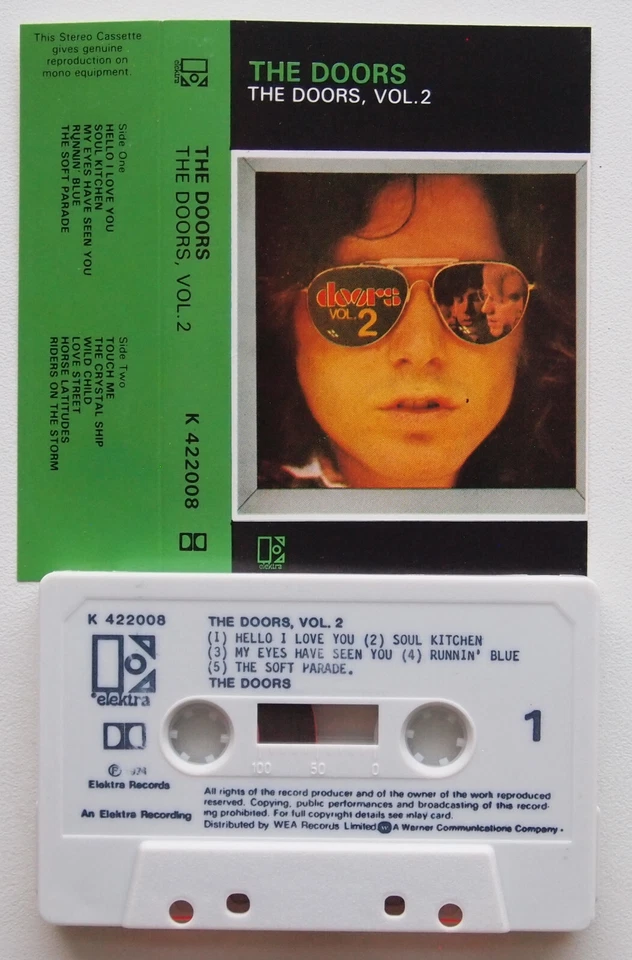 This Stereo Cassette
gives genuine
reproduction on
mono equipment.
elektra
Side One
HELLO I LOVE YOU
SOUL KITCHEN
MY EYES HAVE SEEN YOU
RUNNIN' BLUE
THE SOFT PARADE
Side Two
TOUCH ME
THE CRYSTAL SHIP
WILD CHILD
LOVE STREET
HORSE LATITUDES
RIDERS ON THE STORM
THE DOORS
THE DOORS, VOL.2
K 422008
THE DOORS
THE DOORS, VOL.2
doors
VOL.2
elektra
K 422008
elektra
℗ 974
Elektra Records
An Elektra Recording
THE DOORS, VOL. 2
(1) HELLO I LOVE YOU (2) SOUL KITCHEN
(3) MY EYES HAVE SEEN YOU (4) RUNNIN' BLUE
(5) THE SOFT PARADE.
THE DOORS
1
100 50 0
All rights of the record producer and of the owner of the work reproduced
reserved. Copying, public performances and broadcasting of this record-
ing prohibited. For full copyright details see inlay card.
Distributed by WEA Records Limited W A Warner Communications Company.